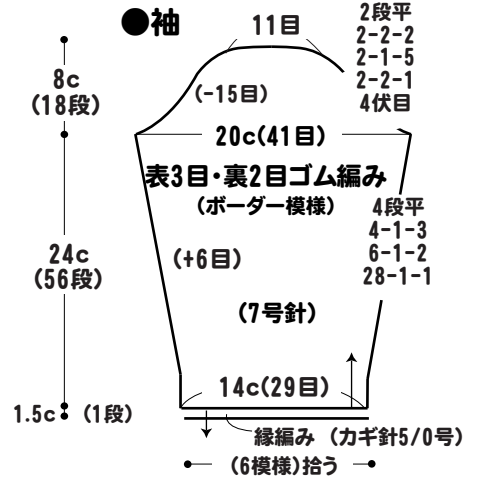 ●袖
11目
2段平
2-2-2
2-1-5
2-2-1
4伏目
8c
(18段)
(-15目)
20c(41目)
表3目・裏2目ゴム編み
(ボーダー模様)
4段平
4-1-3
6-1-2
28-1-1
24c
(56段)
(+6目)
(7号針)
14c(29目)
1.5c (1段)
縁編み (カギ針5/0号)
(6模様)拾う